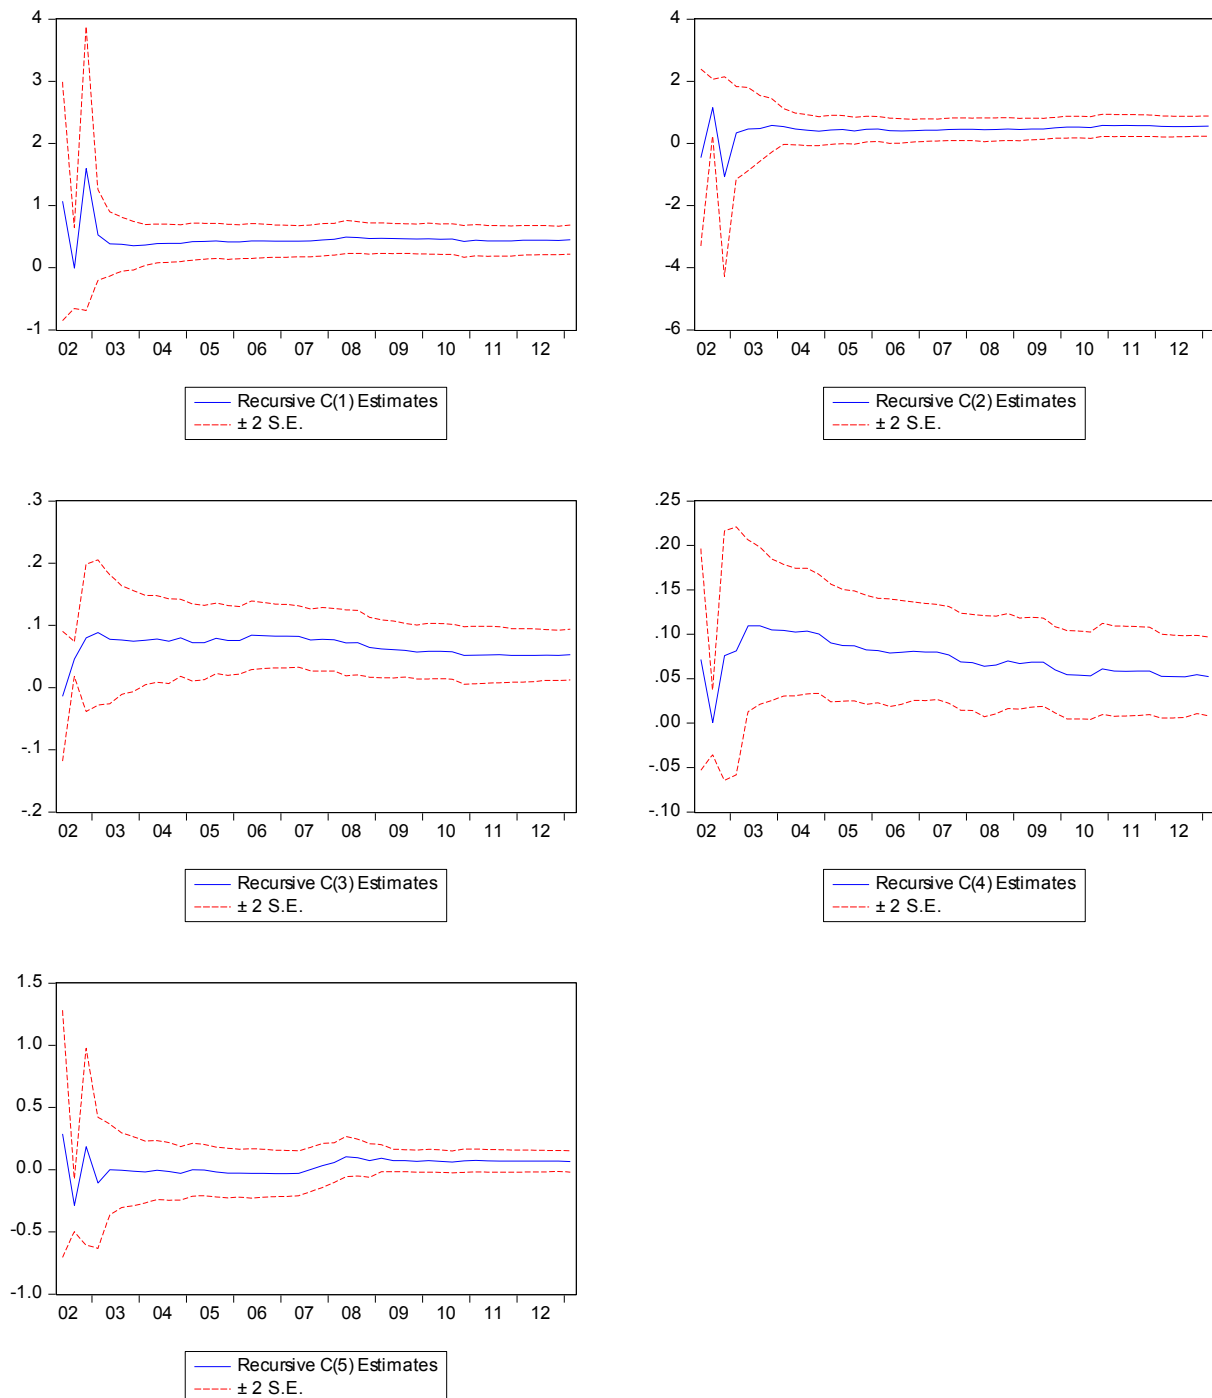 4
3
2
1
0
-1
02 03 04 05 06 07 08 09 10 11 12
Recursive C(1) Estimates
± 2 S.E.
4
2
0
-2
-4
-6
02 03 04 05 06 07 08 09 10 11 12
Recursive C(2) Estimates
± 2 S.E.
.3
.2
.1
.0
-.1
-.2
02 03 04 05 06 07 08 09 10 11 12
Recursive C(3) Estimates
± 2 S.E.
.25
.20
.15
.10
.05
.00
-.05
-.10
02 03 04 05 06 07 08 09 10 11 12
Recursive C(4) Estimates
± 2 S.E.
1.5
1.0
0.5
0.0
-0.5
-1.0
02 03 04 05 06 07 08 09 10 11 12
Recursive C(5) Estimates
± 2 S.E.